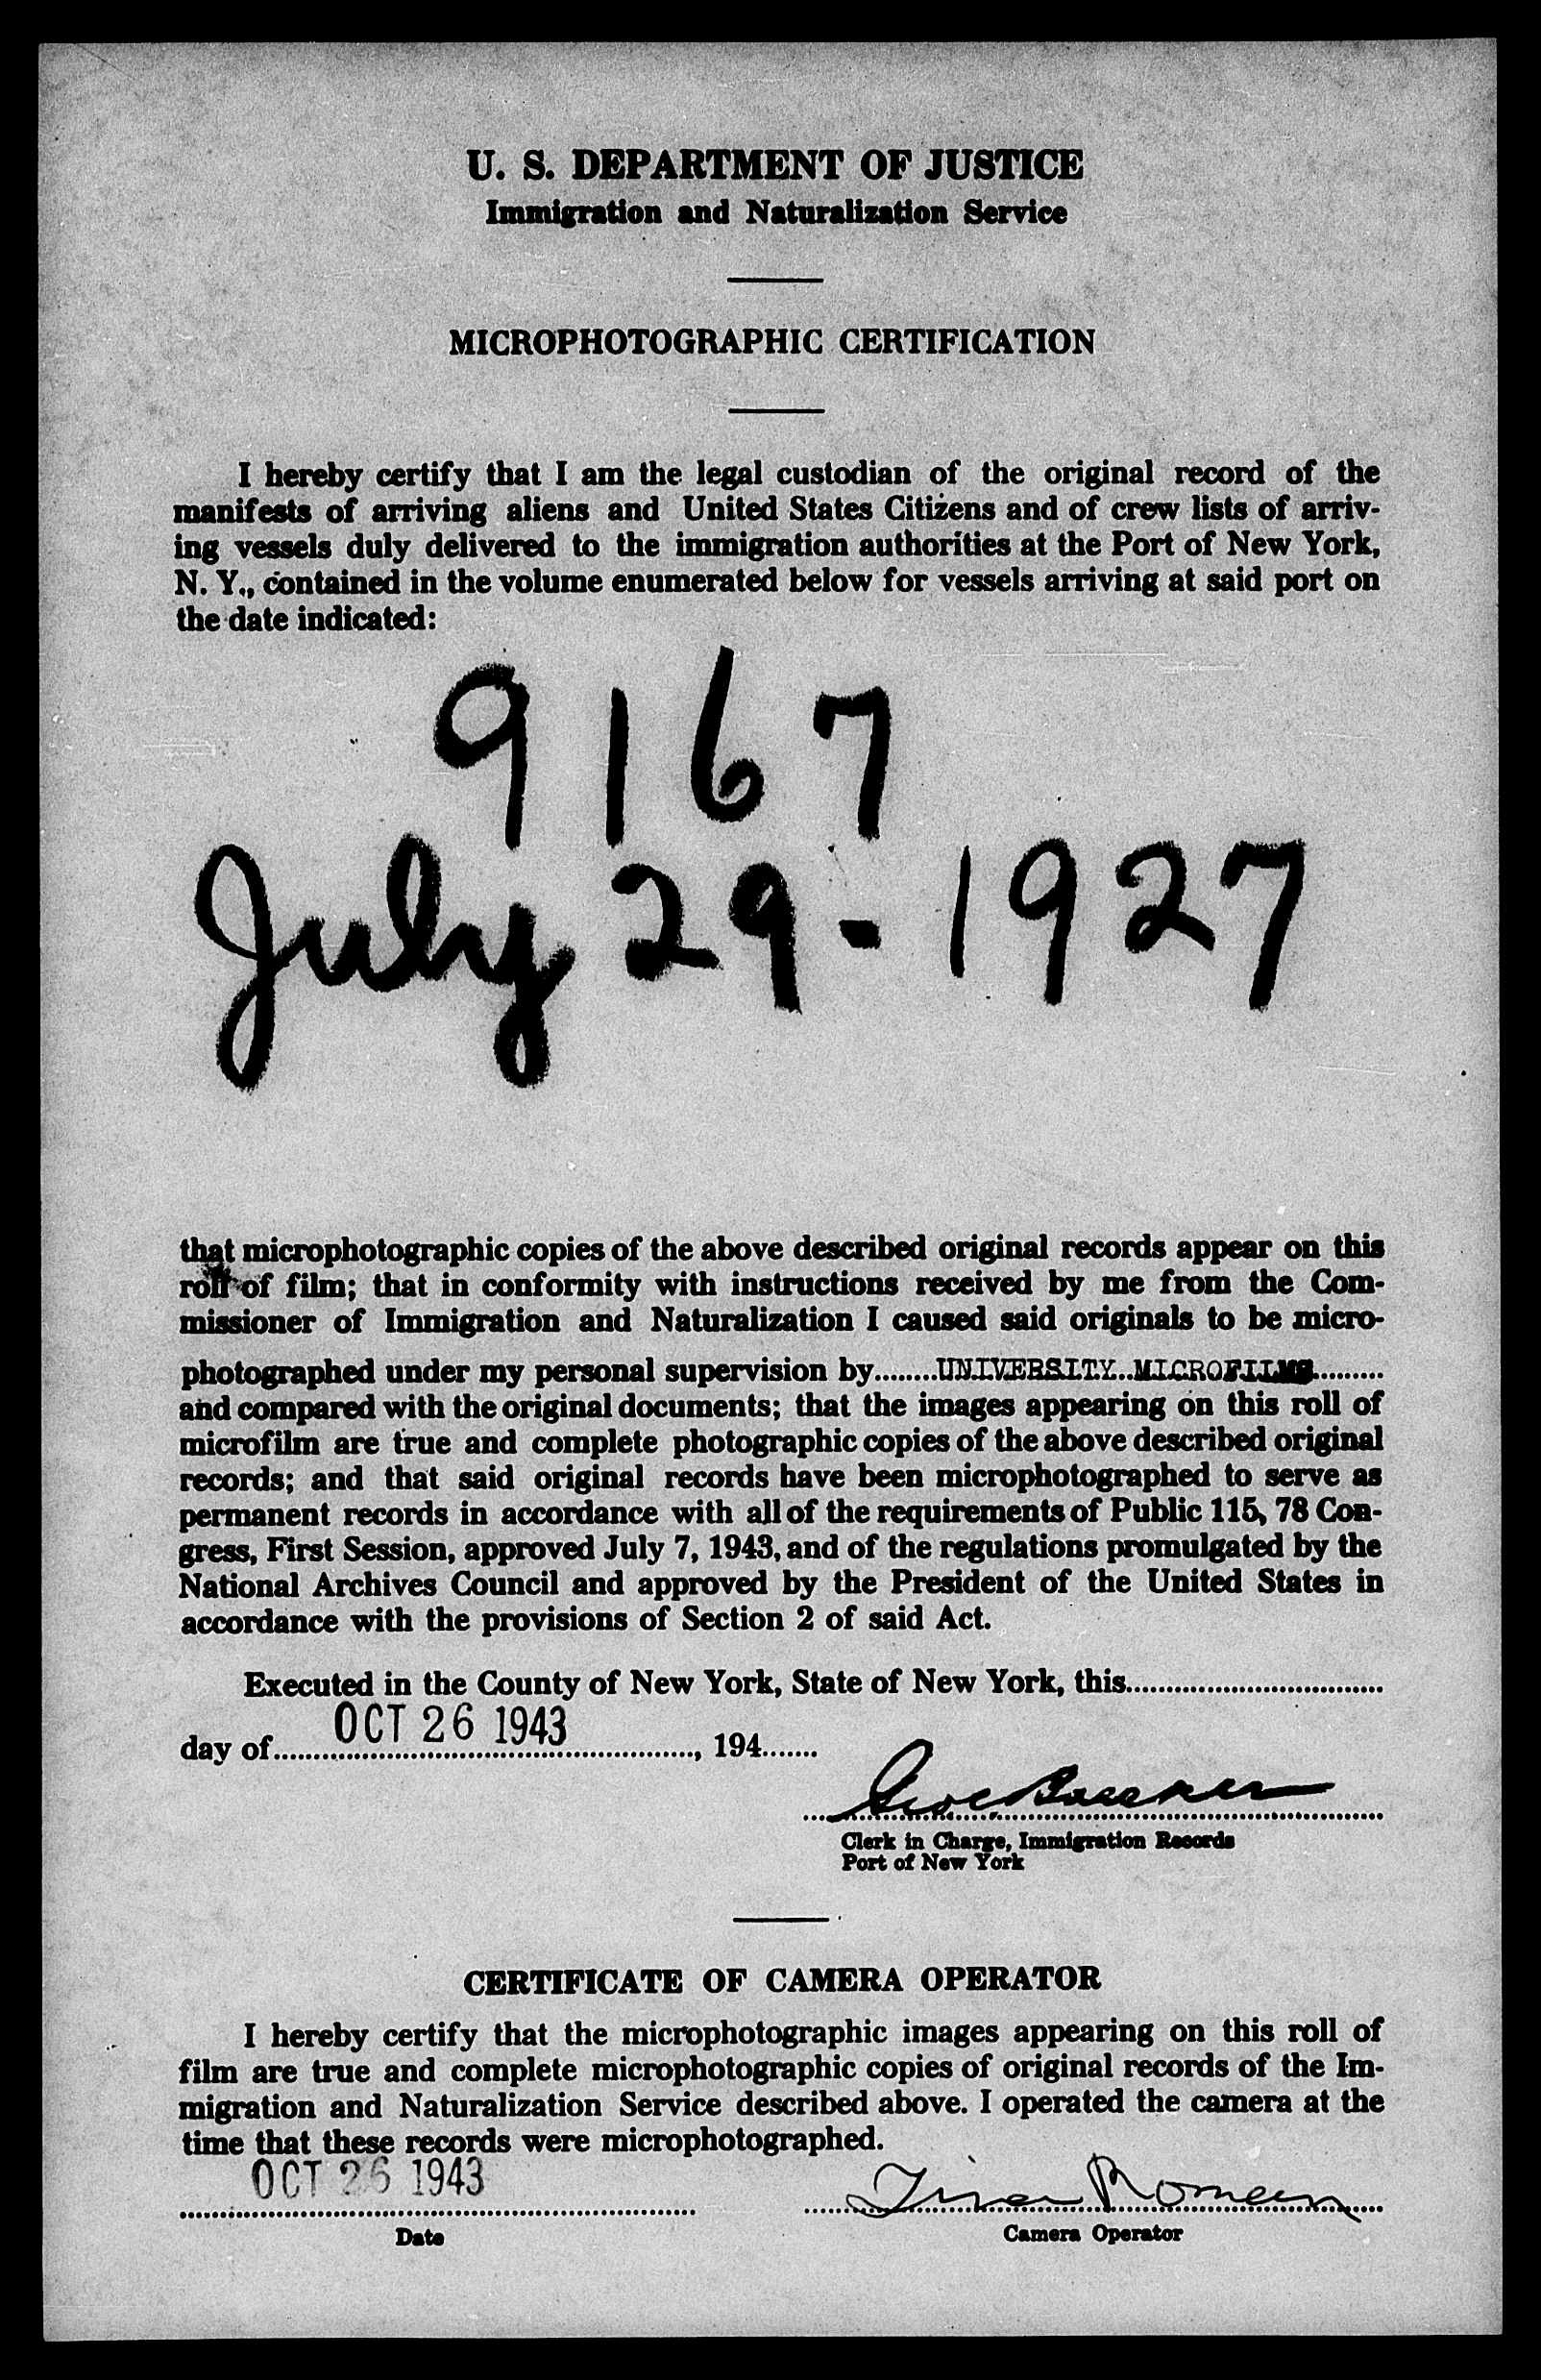 U. S. DEPARTMENT OF JUSTICE
Immigration and Naturalization Service
MICROPHOTOGRAPHIC CERTIFICATION
I hereby certify that I am the legal custodian of the original record of the
manifests of arriving aliens and United States Citizens and of crew lists of arriv-
ing vessels duly delivered to the immigration authorities at the Port of New York,
N. Y., contained in the volume enumerated below for vessels arriving at said port on
the date indicated:
9167
July 29-1927
that microphotographic copies of the above described original records appear on this
roll of film; that in conformity with instructions received by me from the Com-
missioner of Immigration and Naturalization I caused said originals to be micro-
photographed under my personal supervision by........UNIVERSITY MICROFILMS.........
and compared with the original documents; that the images appearing on this roll of
microfilm are true and complete photographic copies of the above described original
records; and that said original records have been microphotographed to serve as
permanent records in accordance with all of the requirements of Public 115, 78 Con-
gress, First Session, approved July 7, 1943, and of the regulations promulgated by the
National Archives Council and approved by the President of the United States in
accordance with the provisions of Section 2 of said Act.
Executed in the County of New York, State of New York, this................................
day of OCT 26 1943, 194.......
Clerk in Charge, Immigration Records
Port of New York
CERTIFICATE OF CAMERA OPERATOR
I hereby certify that the microphotographic images appearing on this roll of
film are true and complete microphotographic copies of original records of the Im-
migration and Naturalization Service described above. I operated the camera at the
time that these records were microphotographed.
OCT 26 1943
Date
Camera Operator